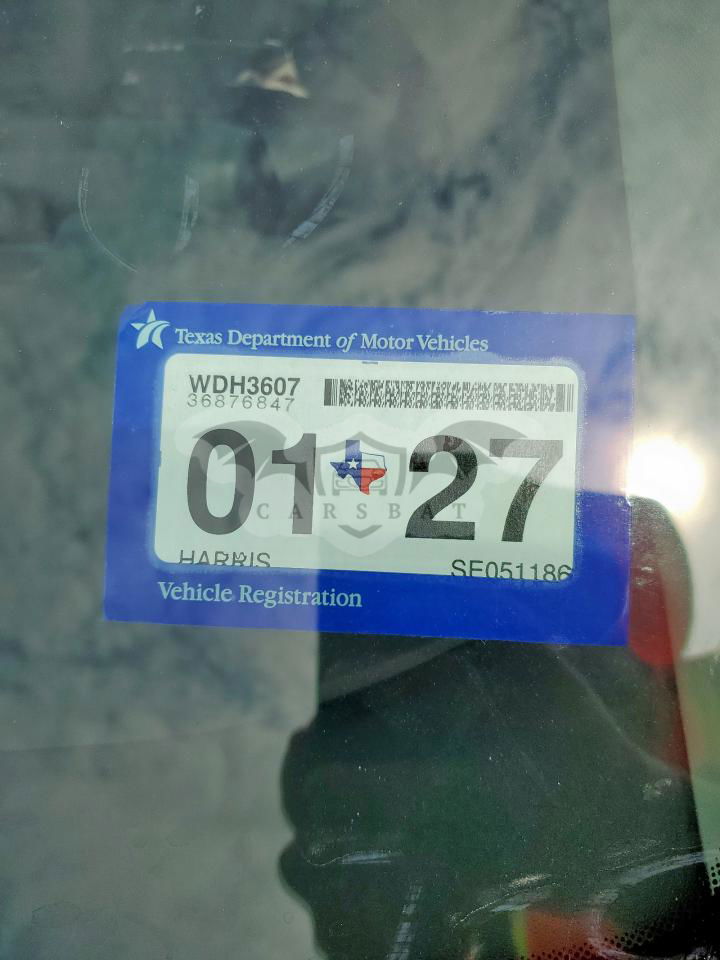 Texas Department of Motor Vehicles
WDH3607
36876847
01 27
CARSBAT
HARRIS SE051186
Vehicle Registration